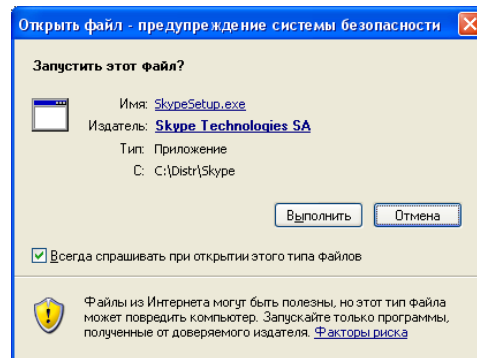 Открыть файл - предупреждение системы безопасности
Запустить этот файл?
Имя: SkypeSetup.exe
Издатель: Skype Technologies SA
Тип: Приложение
С: C:\Distr\Skype
Выполнить Отмена
Всегда спрашивать при открытии этого типа файлов
Файлы из Интернета могут быть полезны, но этот тип файла
может повредить компьютер. Запускайте только программы,
полученные от доверяемого издателя. Факторы риска